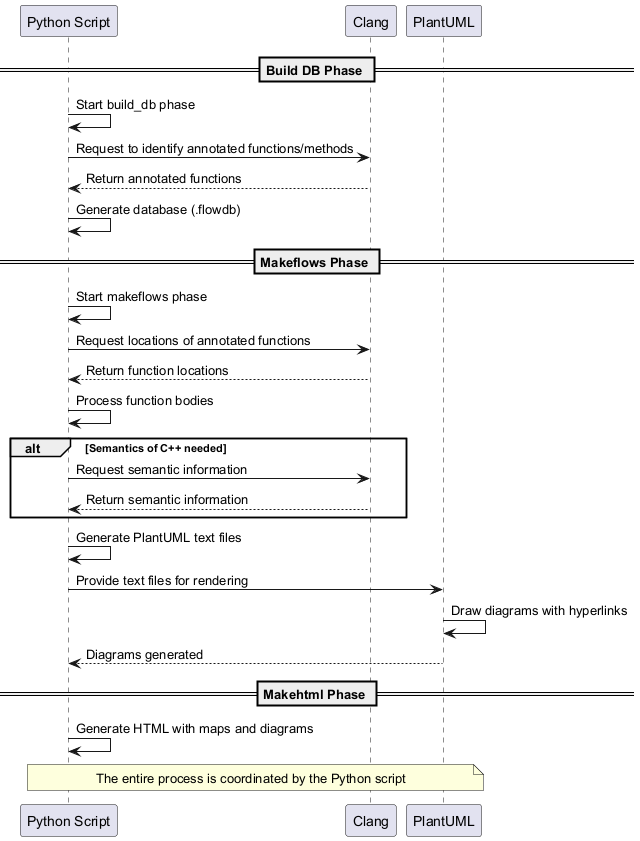 Python Script Clang PlantUML
Build DB Phase
Start build_db phase
Request to identify annotated functions/methods
Return annotated functions
Generate database (.flowdb)
Makeflows Phase
Start makeflows phase
Request locations of annotated functions
Return function locations
Process function bodies
alt [Semantics of C++ needed]
Request semantic information
Return semantic information
Generate PlantUML text files
Provide text files for rendering
Draw diagrams with hyperlinks
Diagrams generated
Makehtml Phase
Generate HTML with maps and diagrams
The entire process is coordinated by the Python script
Python Script Clang PlantUML